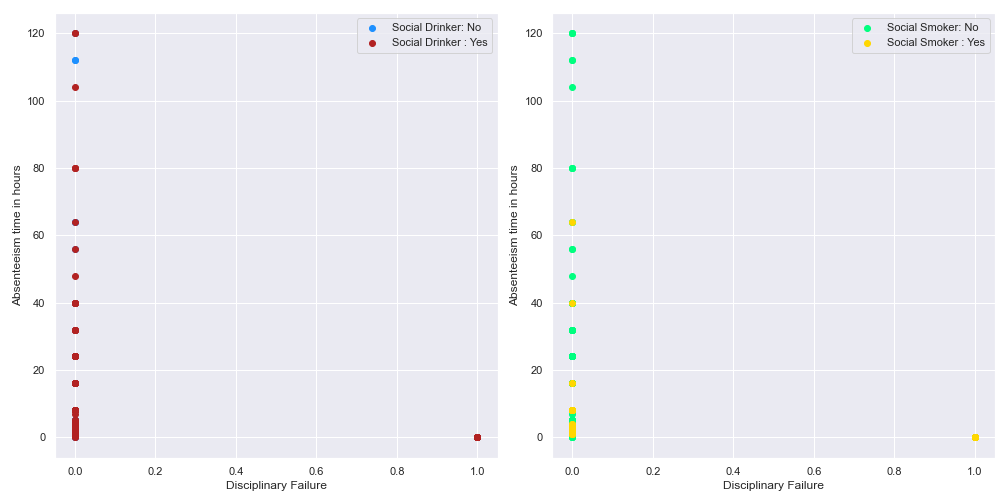 Social Drinker: No
Social Drinker : Yes
120
100
80
60
40
20
0
Absenteeism time in hours
0.0 0.2 0.4 0.6 0.8 1.0
Disciplinary Failure
Social Smoker: No
Social Smoker : Yes
120
100
80
60
40
20
0
Absenteeism time in hours
0.0 0.2 0.4 0.6 0.8 1.0
Disciplinary Failure